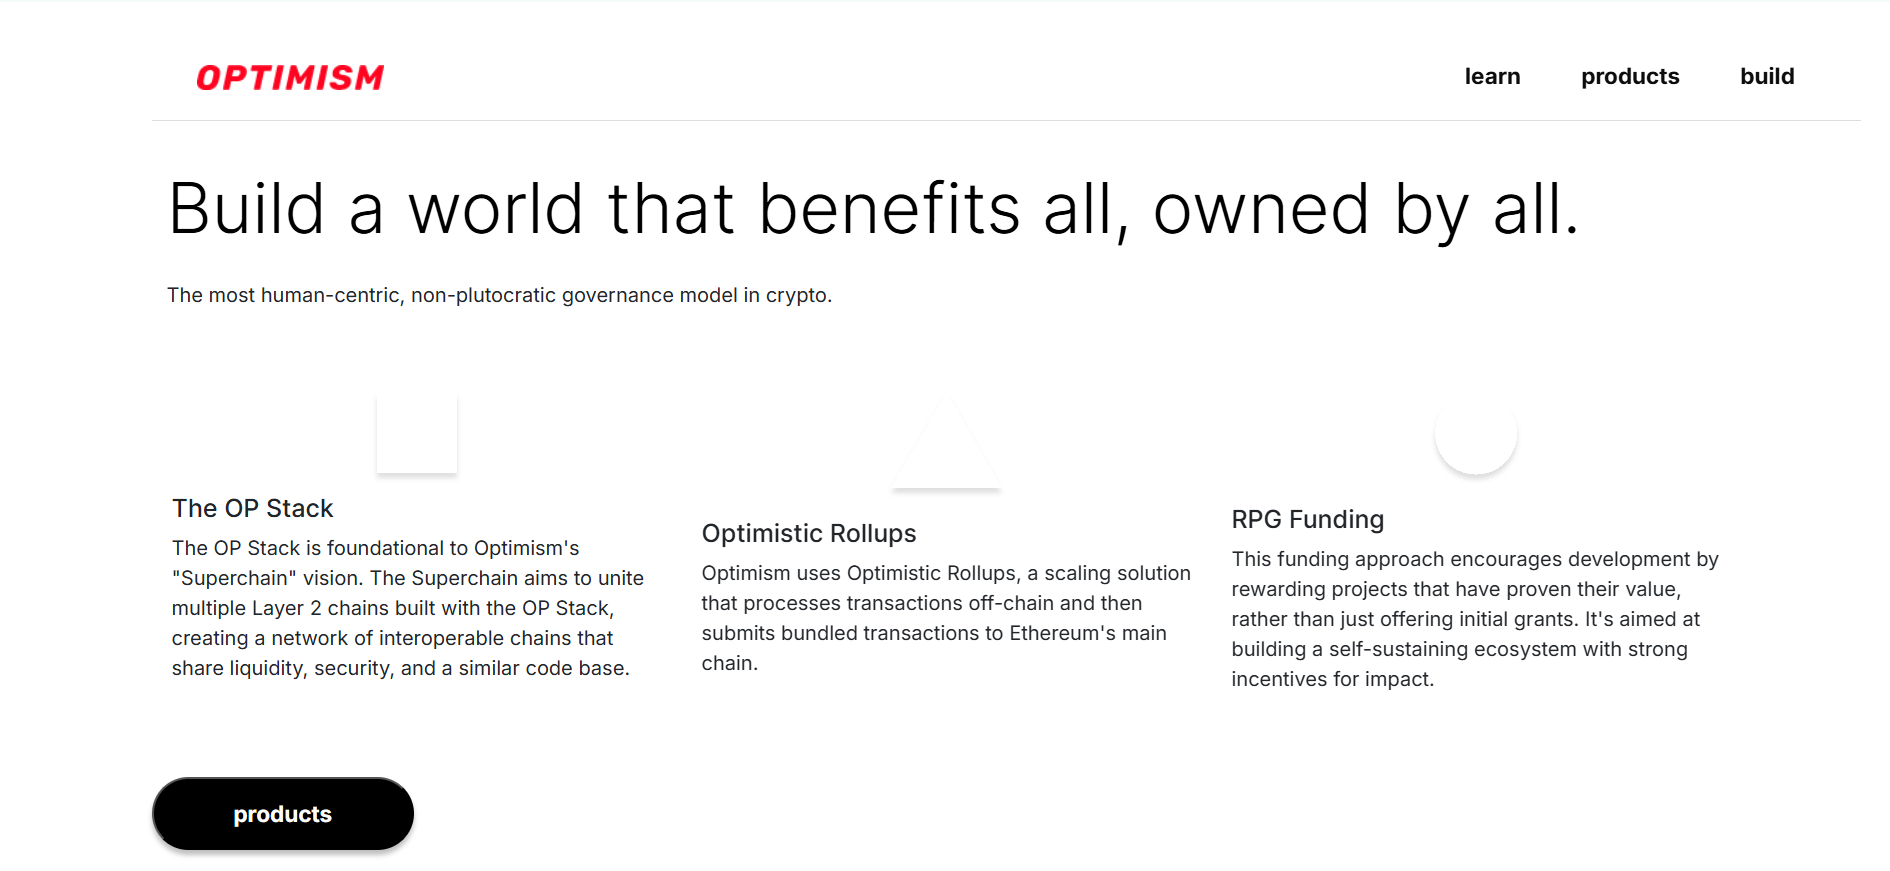 OPTIMISM
learn
products
build
Build a world that benefits all, owned by all.
The most human-centric, non-plutocratic governance model in crypto.
The OP Stack
The OP Stack is foundational to Optimism's
"Superchain" vision. The Superchain aims to unite
multiple Layer 2 chains built with the OP Stack,
creating a network of interoperable chains that
share liquidity, security, and a similar code base.
Optimistic Rollups
Optimism uses Optimistic Rollups, a scaling solution
that processes transactions off-chain and then
submits bundled transactions to Ethereum's main
chain.
RPG Funding
This funding approach encourages development by
rewarding projects that have proven their value,
rather than just offering initial grants. It's aimed at
building a self-sustaining ecosystem with strong
incentives for impact.
products